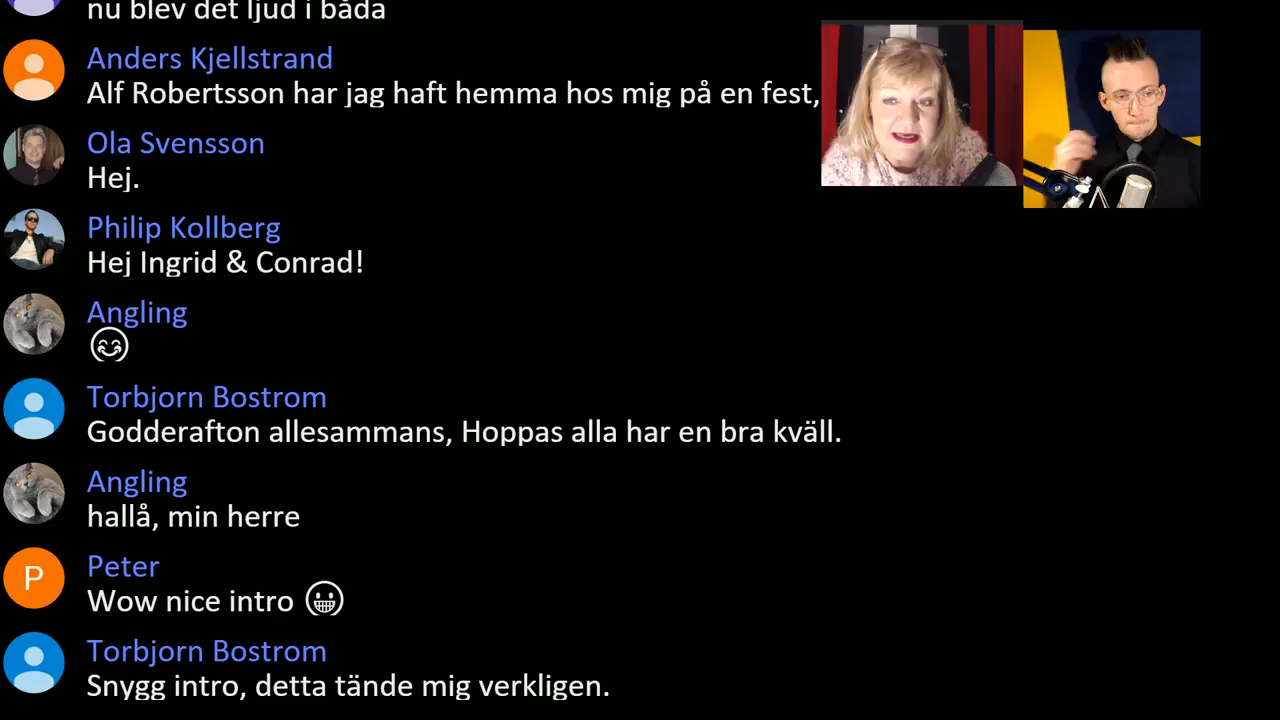 nu blev det ljud i båda
Anders Kjellstrand
Alf Robertsson har jag haft hemma hos mig på en fest,
Ola Svensson
Hej.
Philip Kollberg
Hej Ingrid & Conrad!
Angling
😊
Torbjorn Bostrom
Godderafton allesammans, Hoppas alla har en bra kväll.
Angling
hallå, min herre
P
Peter
Wow nice intro 😀
Torbjorn Bostrom
Snygg intro, detta tände mig verkligen.